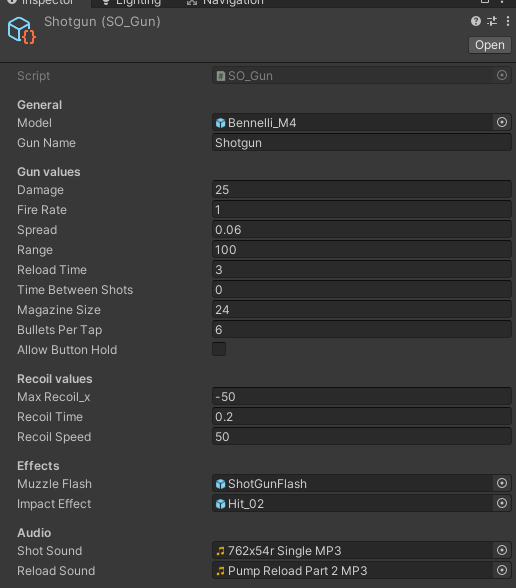 Inspector Lighting Navigation
Shotgun (SO_Gun)
Open
Script SO_Gun
General
Model Bennelli_M4
Gun Name Shotgun
Gun values
Damage 25
Fire Rate 1
Spread 0.06
Range 100
Reload Time 3
Time Between Shots 0
Magazine Size 24
Bullets Per Tap 6
Allow Button Hold
Recoil values
Max Recoil_x -50
Recoil Time 0.2
Recoil Speed 50
Effects
Muzzle Flash ShotGunFlash
Impact Effect Hit_02
Audio
Shot Sound 762x54r Single MP3
Reload Sound Pump Reload Part 2 MP3